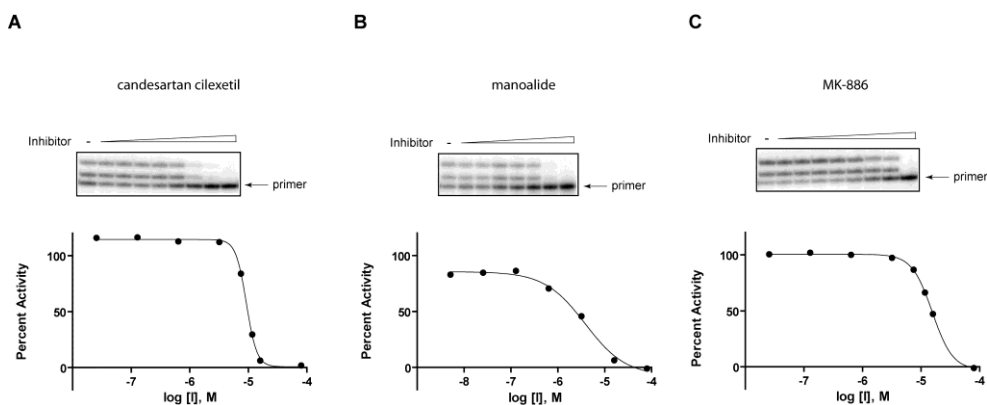 A
candesartan cilexetil
Inhibitor -
primer
Percent Activity
100
50
0
-7 -6 -5 -4
log [I], M
B
manoalide
Inhibitor -
primer
Percent Activity
100
50
0
-8 -7 -6 -5 -4
log [I], M
C
MK-886
Inhibitor -
primer
Percent Activity
100
50
0
-7 -6 -5 -4
log [I], M